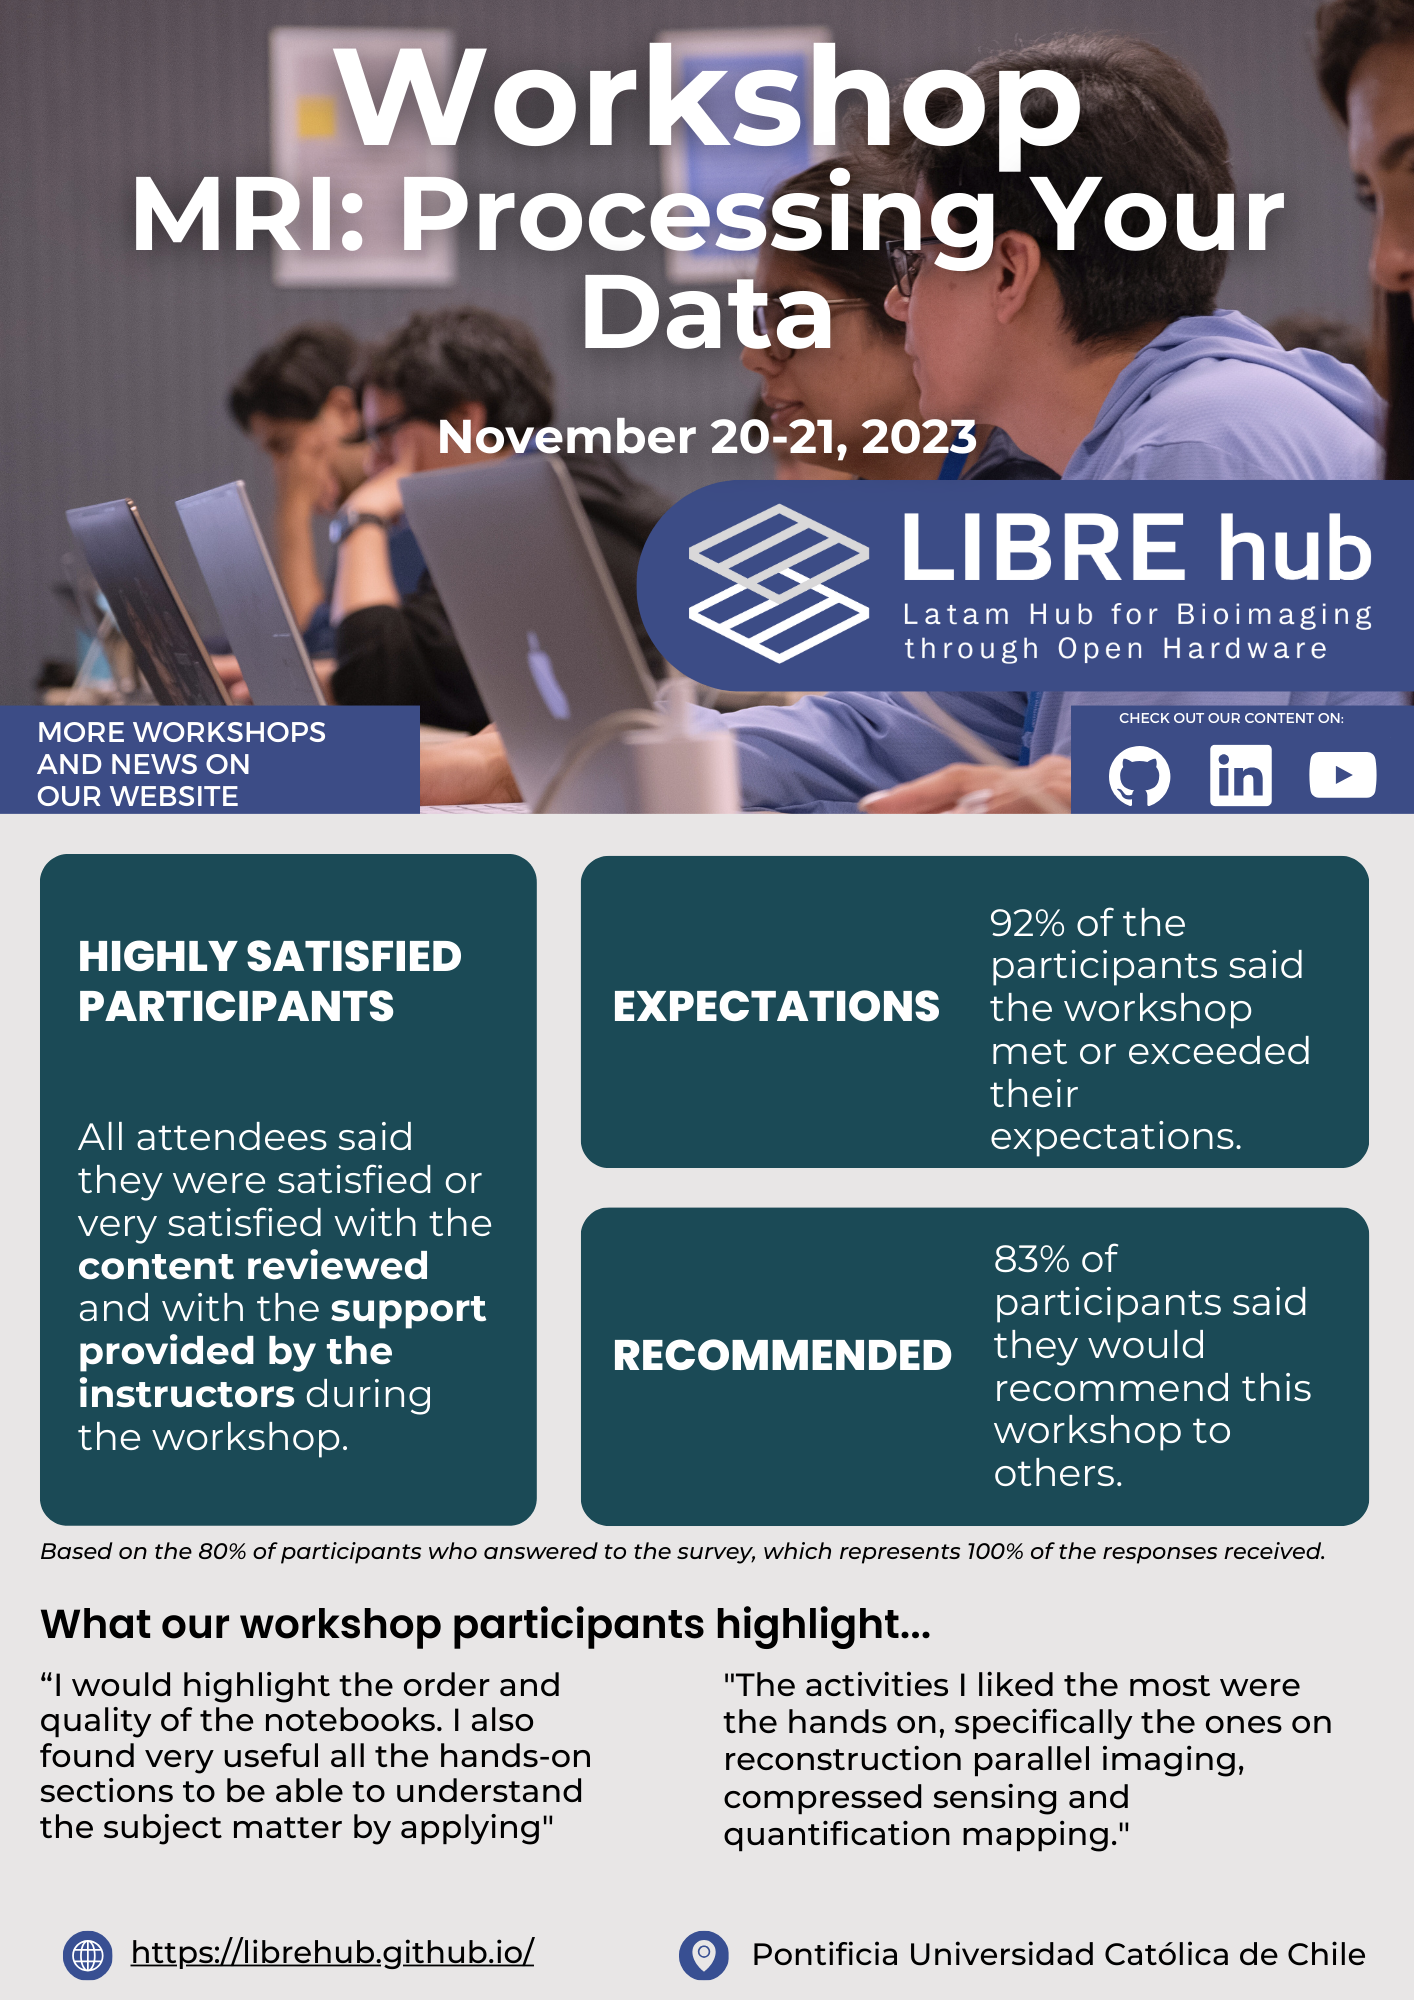 Workshop
MRI: Processing Your
Data
November 20-21, 2023
LIBRE hub
Latam Hub for Bioimaging
through Open Hardware
MORE WORKSHOPS
AND NEWS ON
OUR WEBSITE
CHECK OUT OUR CONTENT ON:
in
HIGHLY SATISFIED
PARTICIPANTS
All attendees said
they were satisfied or
very satisfied with the
content reviewed
and with the support
provided by the
instructors during
the workshop.
EXPECTATIONS
92% of the
participants said
the workshop
met or exceeded
their
expectations.
RECOMMENDED
83% of
participants said
they would
recommend this
workshop to
others.
Based on the 80% of participants who answered to the survey, which represents 100% of the responses received.
What our workshop participants highlight...
“I would highlight the order and
quality of the notebooks. I also
found very useful all the hands-on
sections to be able to understand
the subject matter by applying"
"The activities I liked the most were
the hands on, specifically the ones on
reconstruction parallel imaging,
compressed sensing and
quantification mapping."
https://librehub.github.io/
Pontificia Universidad Católica de Chile